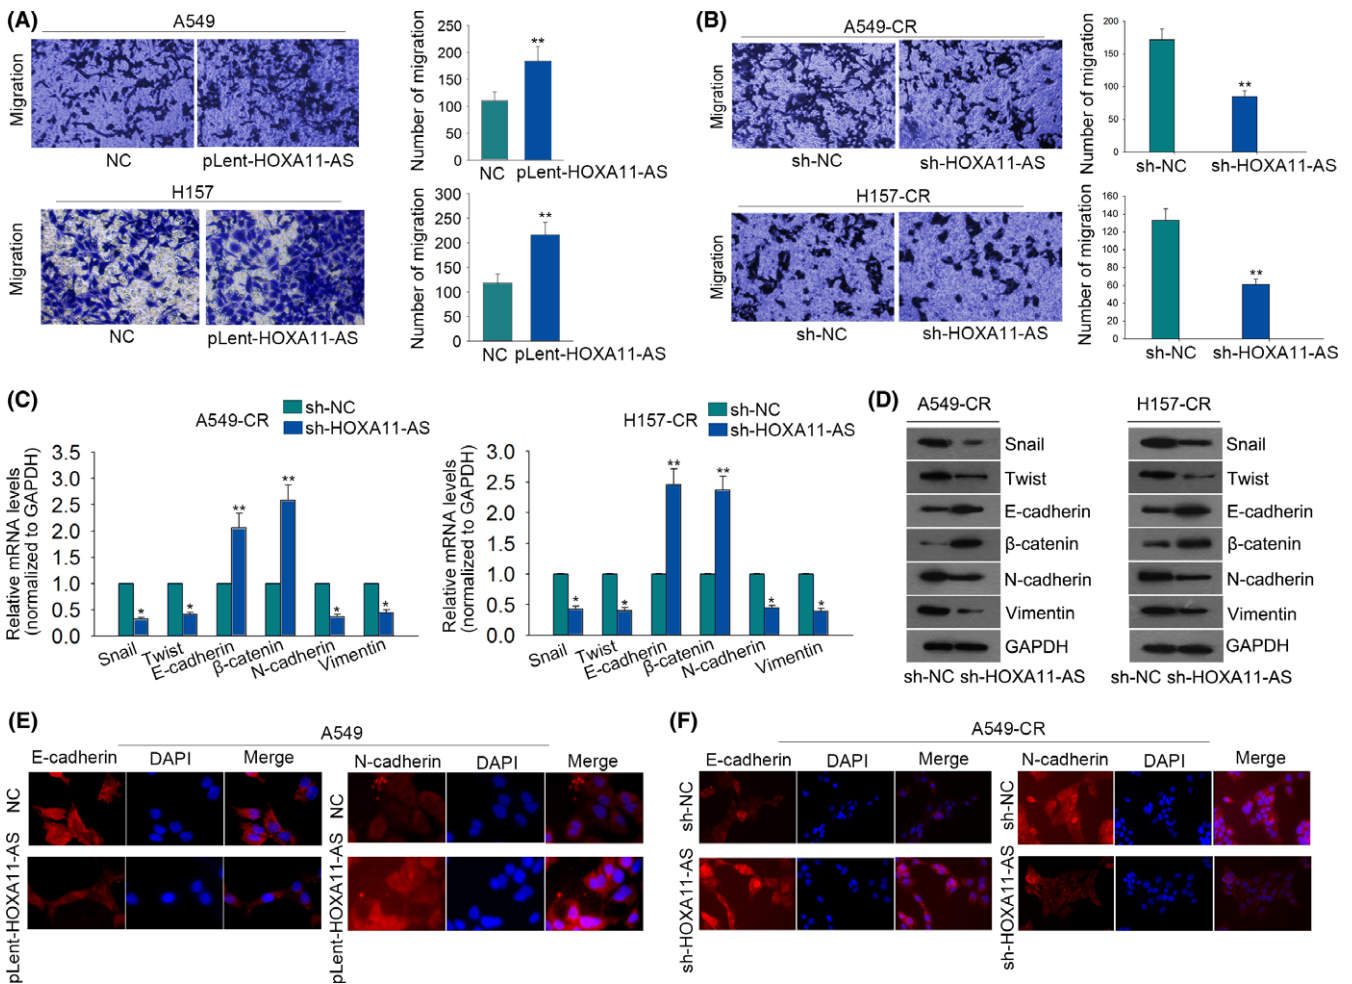 (A)
A549
Migration
NC
pLent-HOXA11-AS
Number of migration
250
200
150
100
50
0
**
NC
pLent-HOXA11-AS
H157
Migration
NC
pLent-HOXA11-AS
Number of migration
300
250
200
150
100
50
0
**
NC
pLent-HOXA11-AS
(B)
A549-CR
Migration
sh-NC
sh-HOXA11-AS
Number of migration
200
150
100
50
0
**
sh-NC
sh-HOXA11-AS
H157-CR
Migration
sh-NC
sh-HOXA11-AS
Number of migration
160
140
120
100
80
60
40
20
0
**
sh-NC
sh-HOXA11-AS
(C)
A549-CR
sh-NC
sh-HOXA11-AS
Relative mRNA levels
(normalized to GAPDH)
3.5
3.0
2.5
2.0
1.5
1.0
0.5
0.0
*
*
**
**
*
*
Snail
Twist
E-cadherin
β-catenin
N-cadherin
Vimentin
H157-CR
sh-NC
sh-HOXA11-AS
Relative mRNA levels
(normalized to GAPDH)
3.0
2.5
2.0
1.5
1.0
0.5
0.0
*
*
**
**
*
*
Snail
Twist
E-cadherin
β-catenin
N-cadherin
Vimentin
(D)
A549-CR
Snail
Twist
E-cadherin
β-catenin
N-cadherin
Vimentin
GAPDH
sh-NC sh-HOXA11-AS
H157-CR
Snail
Twist
E-cadherin
β-catenin
N-cadherin
Vimentin
GAPDH
sh-NC sh-HOXA11-AS
(E)
A549
E-cadherin
DAPI
Merge
NC
pLent-HOXA11-AS
N-cadherin
DAPI
Merge
NC
pLent-HOXA11-AS
(F)
A549-CR
E-cadherin
DAPI
Merge
sh-NC
sh-HOXA11-AS
N-cadherin
DAPI
Merge
sh-NC
sh-HOXA11-AS